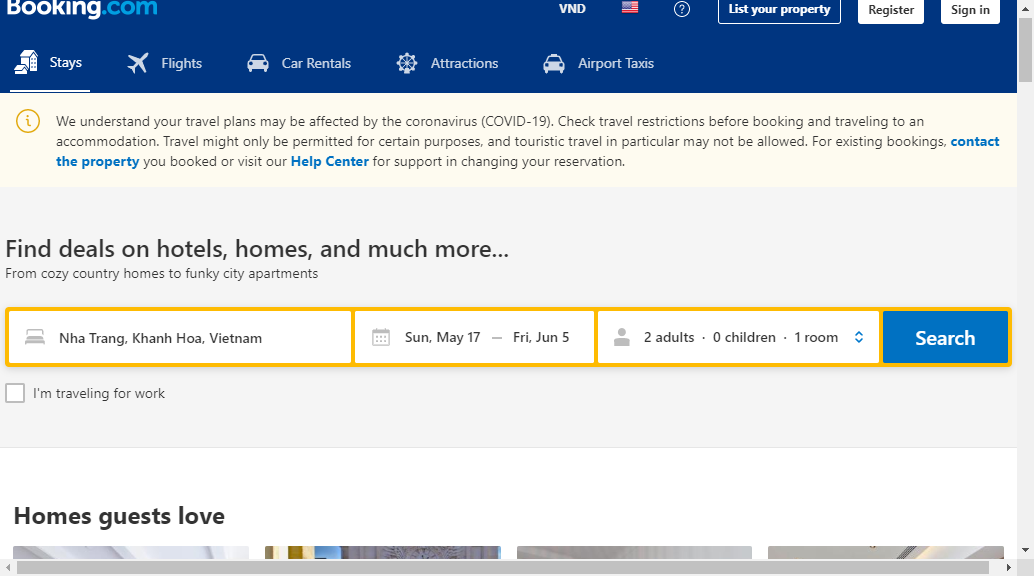 Booking.com
VND
List your property
Register
Sign in
Stays
Flights
Car Rentals
Attractions
Airport Taxis
We understand your travel plans may be affected by the coronavirus (COVID-19). Check travel restrictions before booking and traveling to an
accommodation. Travel might only be permitted for certain purposes, and touristic travel in particular may not be allowed. For existing bookings, contact
the property you booked or visit our Help Center for support in changing your reservation.
Find deals on hotels, homes, and much more...
From cozy country homes to funky city apartments
Nha Trang, Khanh Hoa, Vietnam
Sun, May 17 — Fri, Jun 5
2 adults · 0 children · 1 room
Search
I'm traveling for work
Homes guests love